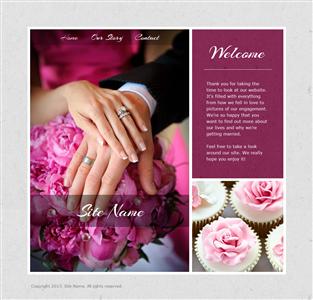 Home Our Story Contact
Welcome
Thank you for taking the
time to look at our website.
It's filled with everything
from how we fell in love to
pictures of our engagement.
We're so happy that you
want to find out more about
our lives and why we're
getting married.
Feel free to take a look
around our site. We really
hope you enjoy it!
Site Name
Copyright 2013. Site Name. All rights reserved.